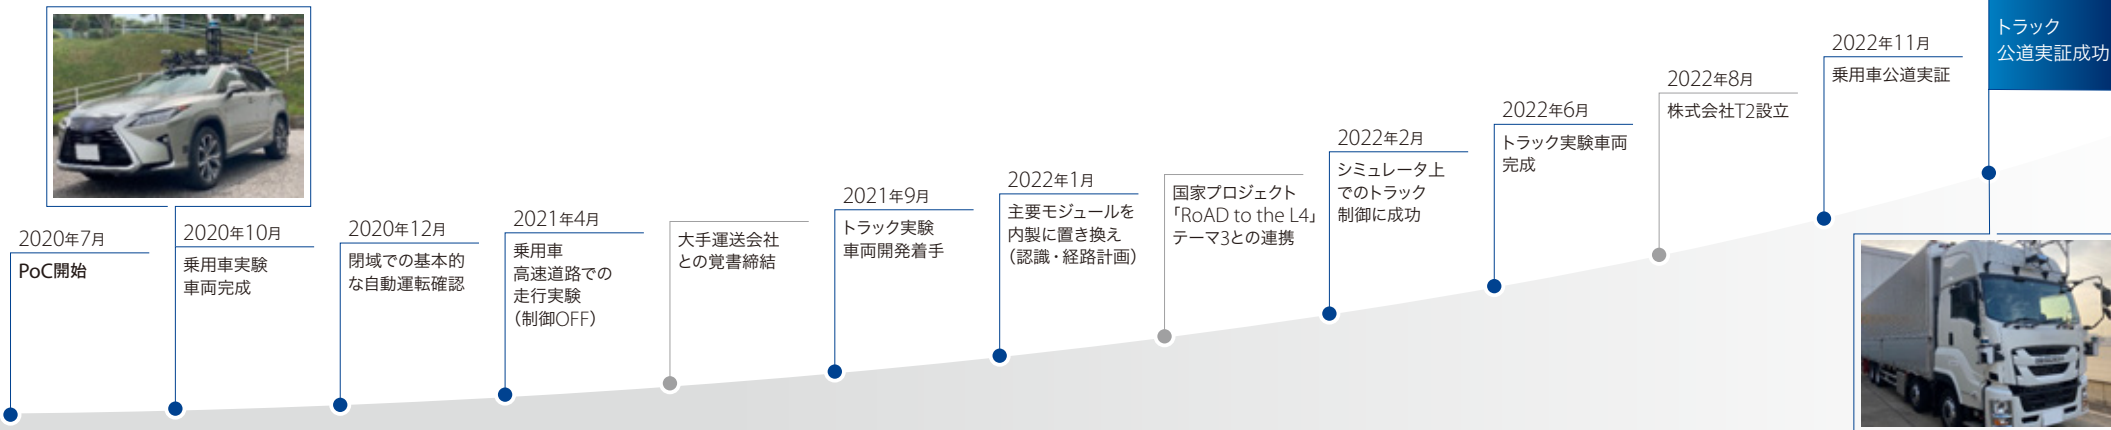 2020年7月
PoC開始
2020年10月
乗用車実験
車両完成
2020年12月
閉域での基本的
な自動運転確認
2021年4月
乗用車
高速道路での
走行実験
（制御OFF）
大手運送会社
との覚書締結
2021年9月
トラック実験
車両開発着手
2022年1月
主要モジュールを
内製に置き換え
（認識・経路計画）
国家プロジェクト
「RoAD to the L4」
テーマ3との連携
2022年2月
シミュレータ上
でのトラック
制御に成功
2022年6月
トラック実験車両
完成
2022年8月
株式会社T2設立
2022年11月
乗用車公道実証
トラック
公道実証成功